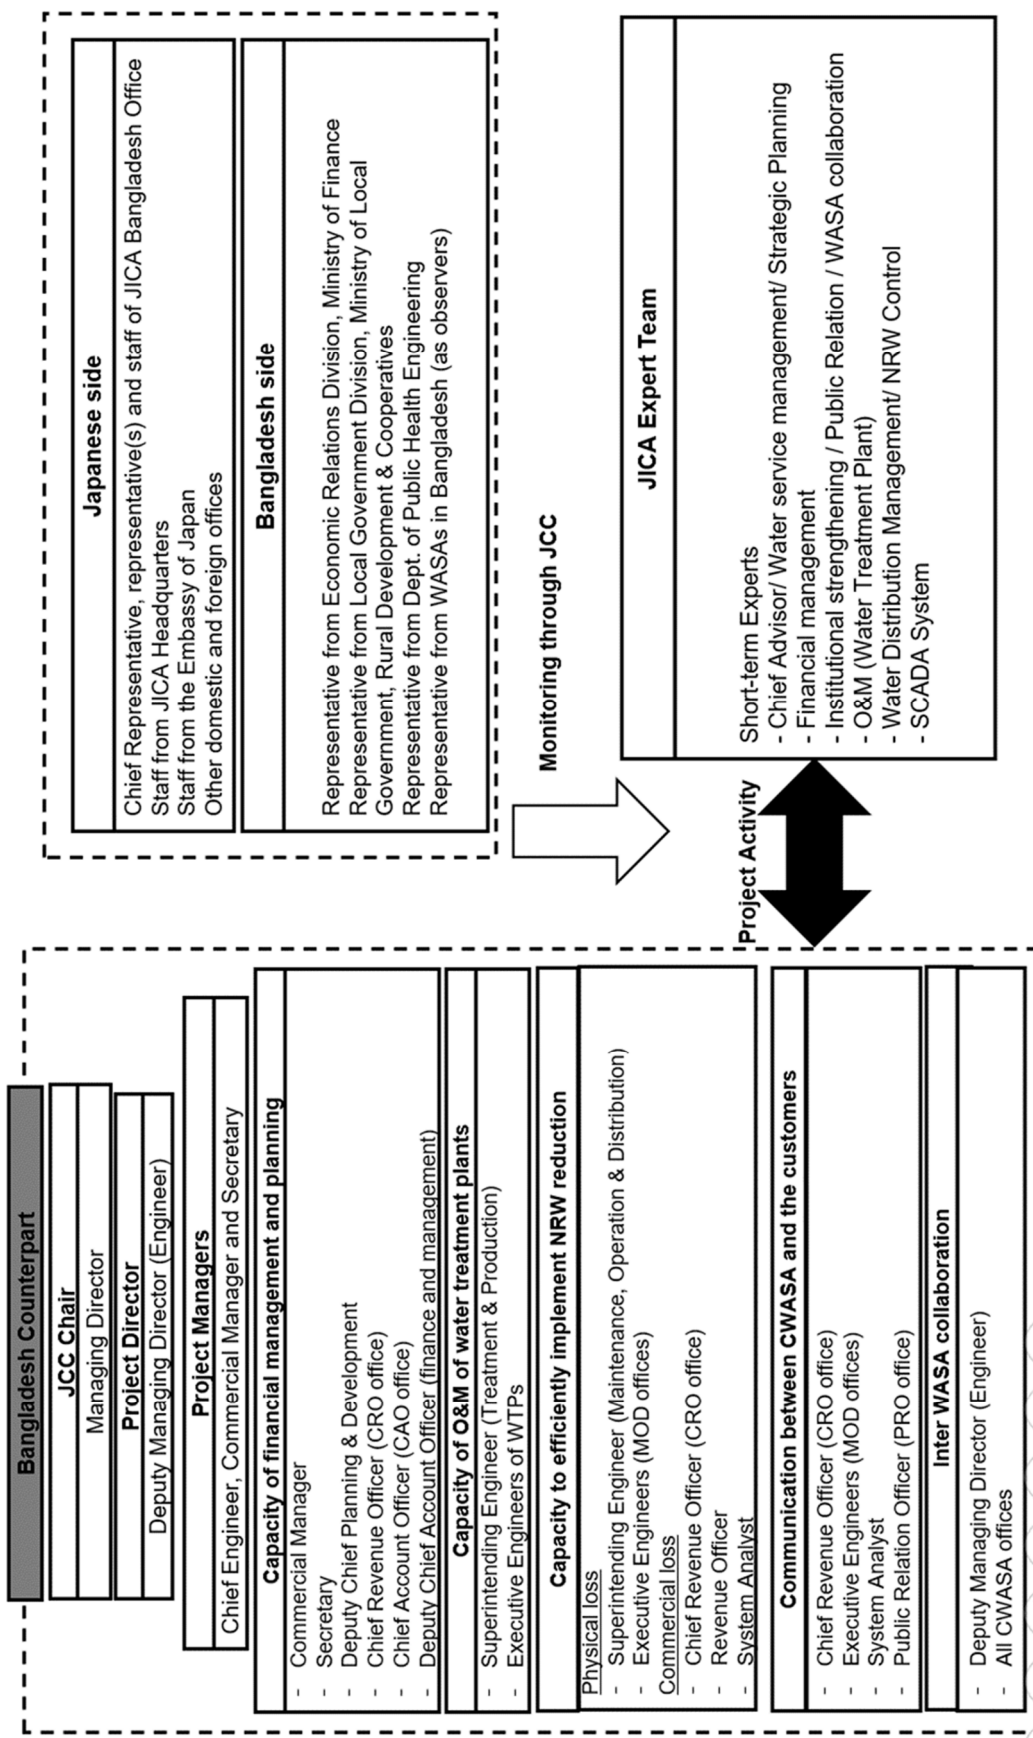 Bangladesh Counterpart
JCC Chair
Managing Director
Project Director
Deputy Managing Director (Engineer)
Project Managers
Chief Engineer, Commercial Manager and Secretary
Capacity of financial management and planning
- Commercial Manager
- Secretary
- Deputy Chief Planning & Development
- Chief Revenue Officer (CRO office)
- Chief Account Officer (CAO office)
- Deputy Chief Account Officer (finance and management)
Capacity of O&M of water treatment plants
- Superintending Engineer (Treatment & Production)
- Executive Engineers of WTPs
Capacity to efficiently implement NRW reduction
Physical loss
- Superintending Engineer (Maintenance, Operation & Distribution)
- Executive Engineers (MOD offices)
Commercial loss
- Chief Revenue Officer (CRO office)
- Revenue Officer
- System Analyst
Communication between CWASA and the customers
- Chief Revenue Officer (CRO office)
- Executive Engineers (MOD offices)
- System Analyst
- Public Relation Officer (PRO office)
Inter WASA collaboration
- Deputy Managing Director (Engineer)
- All CWASA offices
Japanese side
Chief Representative, representative(s) and staff of JICA Bangladesh Office
Staff from JICA Headquarters
Staff from the Embassy of Japan
Other domestic and foreign offices
Bangladesh side
Representative from Economic Relations Division, Ministry of Finance
Representative from Local Government Division, Ministry of Local
Government, Rural Development & Cooperatives
Representative from Dept. of Public Health Engineering
Representative from WASAs in Bangladesh (as observers)
Monitoring through JCC
Project Activity
JICA Expert Team
Short-term Experts
- Chief Advisor/ Water service management/ Strategic Planning
- Financial management
- Institutional strengthening / Public Relation / WASA collaboration
- O&M (Water Treatment Plant)
- Water Distribution Management/ NRW Control
- SCADA System